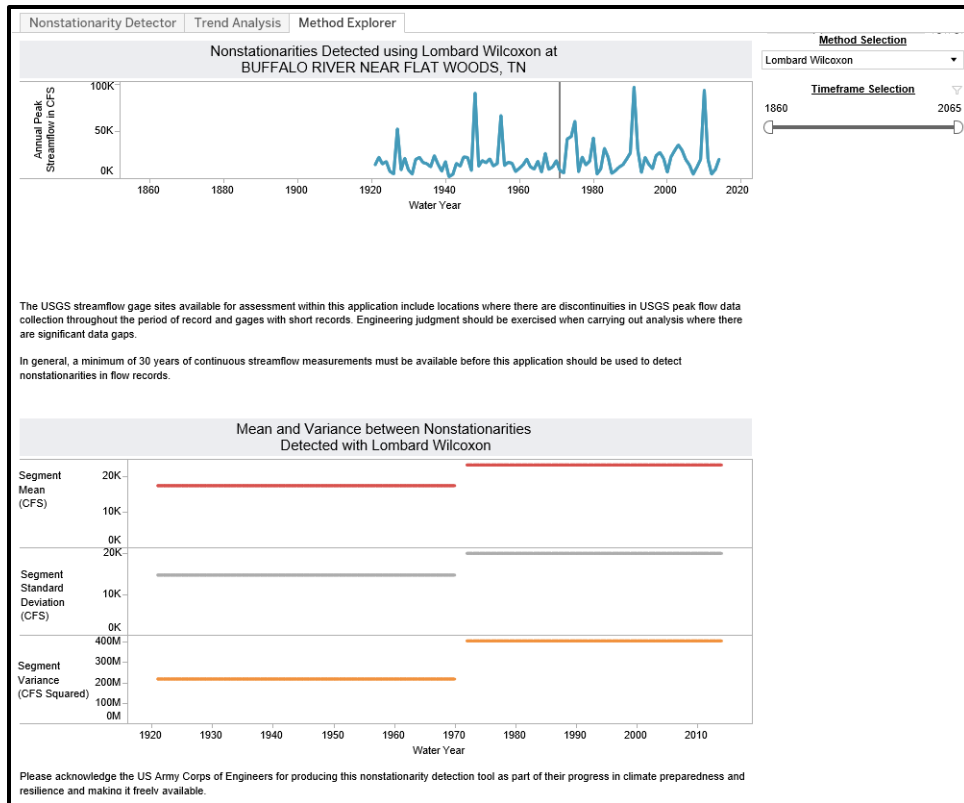 Nonstationarity Detector Trend Analysis Method Explorer
Nonstationarities Detected using Lombard Wilcoxon at
BUFFALO RIVER NEAR FLAT WOODS, TN
Method Selection
Lombard Wilcoxon
Timeframe Selection
1860 2065
Annual Peak
Streamflow in CFS
100K
50K
0K
1860 1880 1900 1920 1940 1960 1980 2000 2020
Water Year
The USGS streamflow gage sites available for assessment within this application include locations where there are discontinuities in USGS peak flow data
collection throughout the period of record and gages with short records. Engineering judgment should be exercised when carrying out analysis where there
are significant data gaps.
In general, a minimum of 30 years of continuous streamflow measurements must be available before this application should be used to detect
nonstationarities in flow records.
Mean and Variance between Nonstationarities
Detected with Lombard Wilcoxon
Segment
Mean
(CFS)
20K
10K
0K
Segment
Standard
Deviation
(CFS)
20K
10K
0K
Segment
Variance
(CFS Squared)
400M
300M
200M
100M
0M
1920 1930 1940 1950 1960 1970 1980 1990 2000 2010
Water Year
Please acknowledge the US Army Corps of Engineers for producing this nonstationarity detection tool as part of their progress in climate preparedness and
resilience and making it freely available.